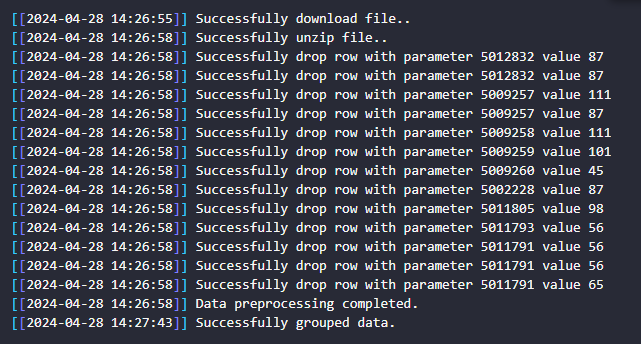 [[2024-04-28 14:26:55]] Successfully download file..
[[2024-04-28 14:26:58]] Successfully unzip file..
[[2024-04-28 14:26:58]] Successfully drop row with parameter 5012832 value 87
[[2024-04-28 14:26:58]] Successfully drop row with parameter 5012832 value 87
[[2024-04-28 14:26:58]] Successfully drop row with parameter 5009257 value 111
[[2024-04-28 14:26:58]] Successfully drop row with parameter 5009257 value 87
[[2024-04-28 14:26:58]] Successfully drop row with parameter 5009258 value 111
[[2024-04-28 14:26:58]] Successfully drop row with parameter 5009259 value 101
[[2024-04-28 14:26:58]] Successfully drop row with parameter 5009260 value 45
[[2024-04-28 14:26:58]] Successfully drop row with parameter 5002228 value 87
[[2024-04-28 14:26:58]] Successfully drop row with parameter 5011805 value 98
[[2024-04-28 14:26:58]] Successfully drop row with parameter 5011793 value 56
[[2024-04-28 14:26:58]] Successfully drop row with parameter 5011791 value 56
[[2024-04-28 14:26:58]] Successfully drop row with parameter 5011791 value 56
[[2024-04-28 14:26:58]] Successfully drop row with parameter 5011791 value 65
[[2024-04-28 14:26:58]] Data preprocessing completed.
[[2024-04-28 14:27:43]] Successfully grouped data.